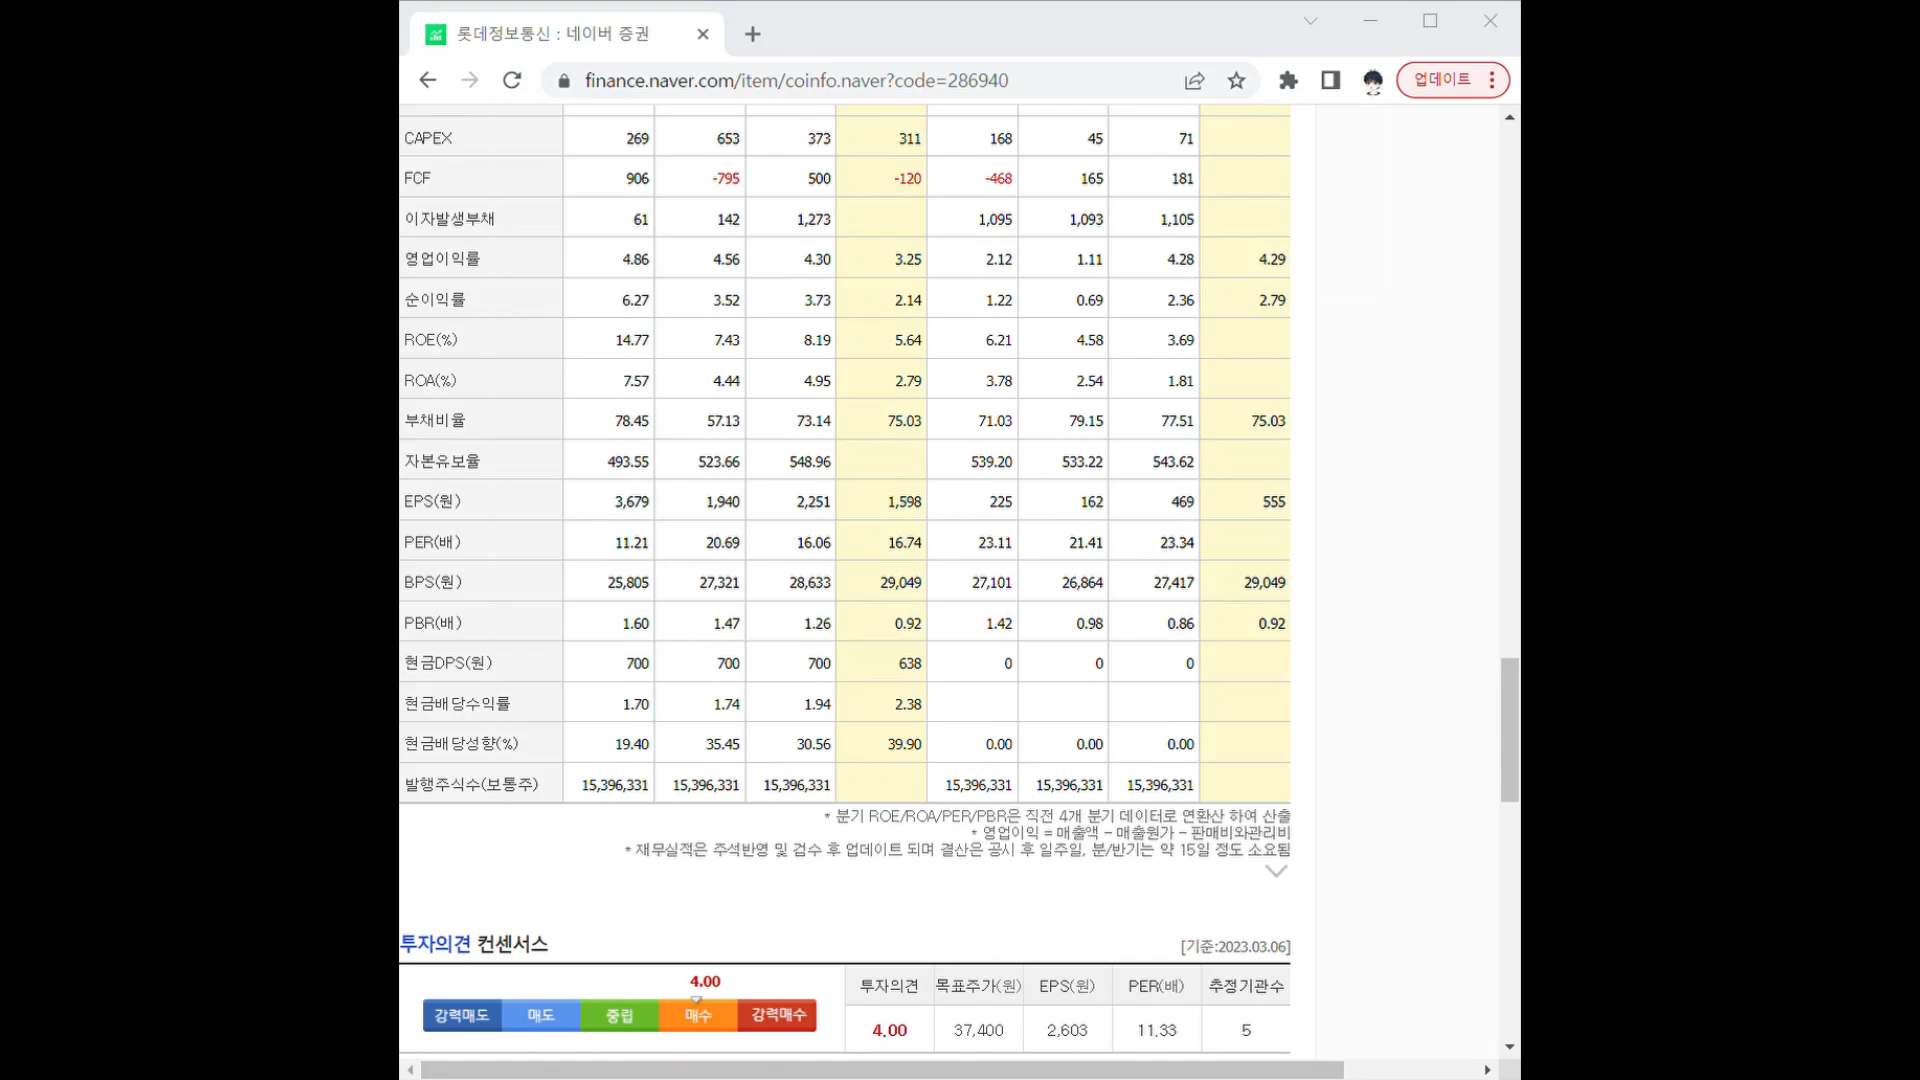 롯데정보통신 : 네이버 증권
finance.naver.com/item/coinfo.naver?code=286940
업데이트
CAPEX 269 653 373 311 168 45 71
FCF 906 -795 500 -120 -468 165 181
이자발생부채 61 142 1,273 1,095 1,093 1,105
영업이익률 4.86 4.56 4.30 3.25 2.12 1.11 4.28 4.29
순이익률 6.27 3.52 3.73 2.14 1.22 0.69 2.36 2.79
ROE(%) 14.77 7.43 8.19 5.64 6.21 4.58 3.69
ROA(%) 7.57 4.44 4.95 2.79 3.78 2.54 1.81
부채비율 78.45 57.13 73.14 75.03 71.03 79.15 77.51 75.03
자본유보율 493.55 523.66 548.96 539.20 533.22 543.62
EPS(원) 3,679 1,940 2,251 1,598 225 162 469 555
PER(배) 11.21 20.69 16.06 16.74 23.11 21.41 23.34
BPS(원) 25,805 27,321 28,633 29,049 27,101 26,864 27,417 29,049
PBR(배) 1.60 1.47 1.26 0.92 1.42 0.98 0.86 0.92
현금DPS(원) 700 700 700 638 0 0 0
현금배당수익률 1.70 1.74 1.94 2.38
현금배당성향(%) 19.40 35.45 30.56 39.90 0.00 0.00 0.00
발행주식수(보통주) 15,396,331 15,396,331 15,396,331 15,396,331 15,396,331 15,396,331
* 분기 ROE/ROA/PER/PBR은 직전 4개 분기 데이터로 연환산 하여 산출
* 영업이익 = 매출액 - 매출원가 - 판매비와관리비
* 재무실적은 주석반영 및 검수 후 업데이트 되며 결산은 공시 후 일주일, 분/반기는 약 15일 정도 소요됨
투자의견 컨센서스 [기준:2023.03.06]
4.00
강력매도 매도 중립 매수 강력매수
투자의견 목표주가(원) EPS(원) PER(배) 추정기관수
4.00 37,400 2,603 11.33 5